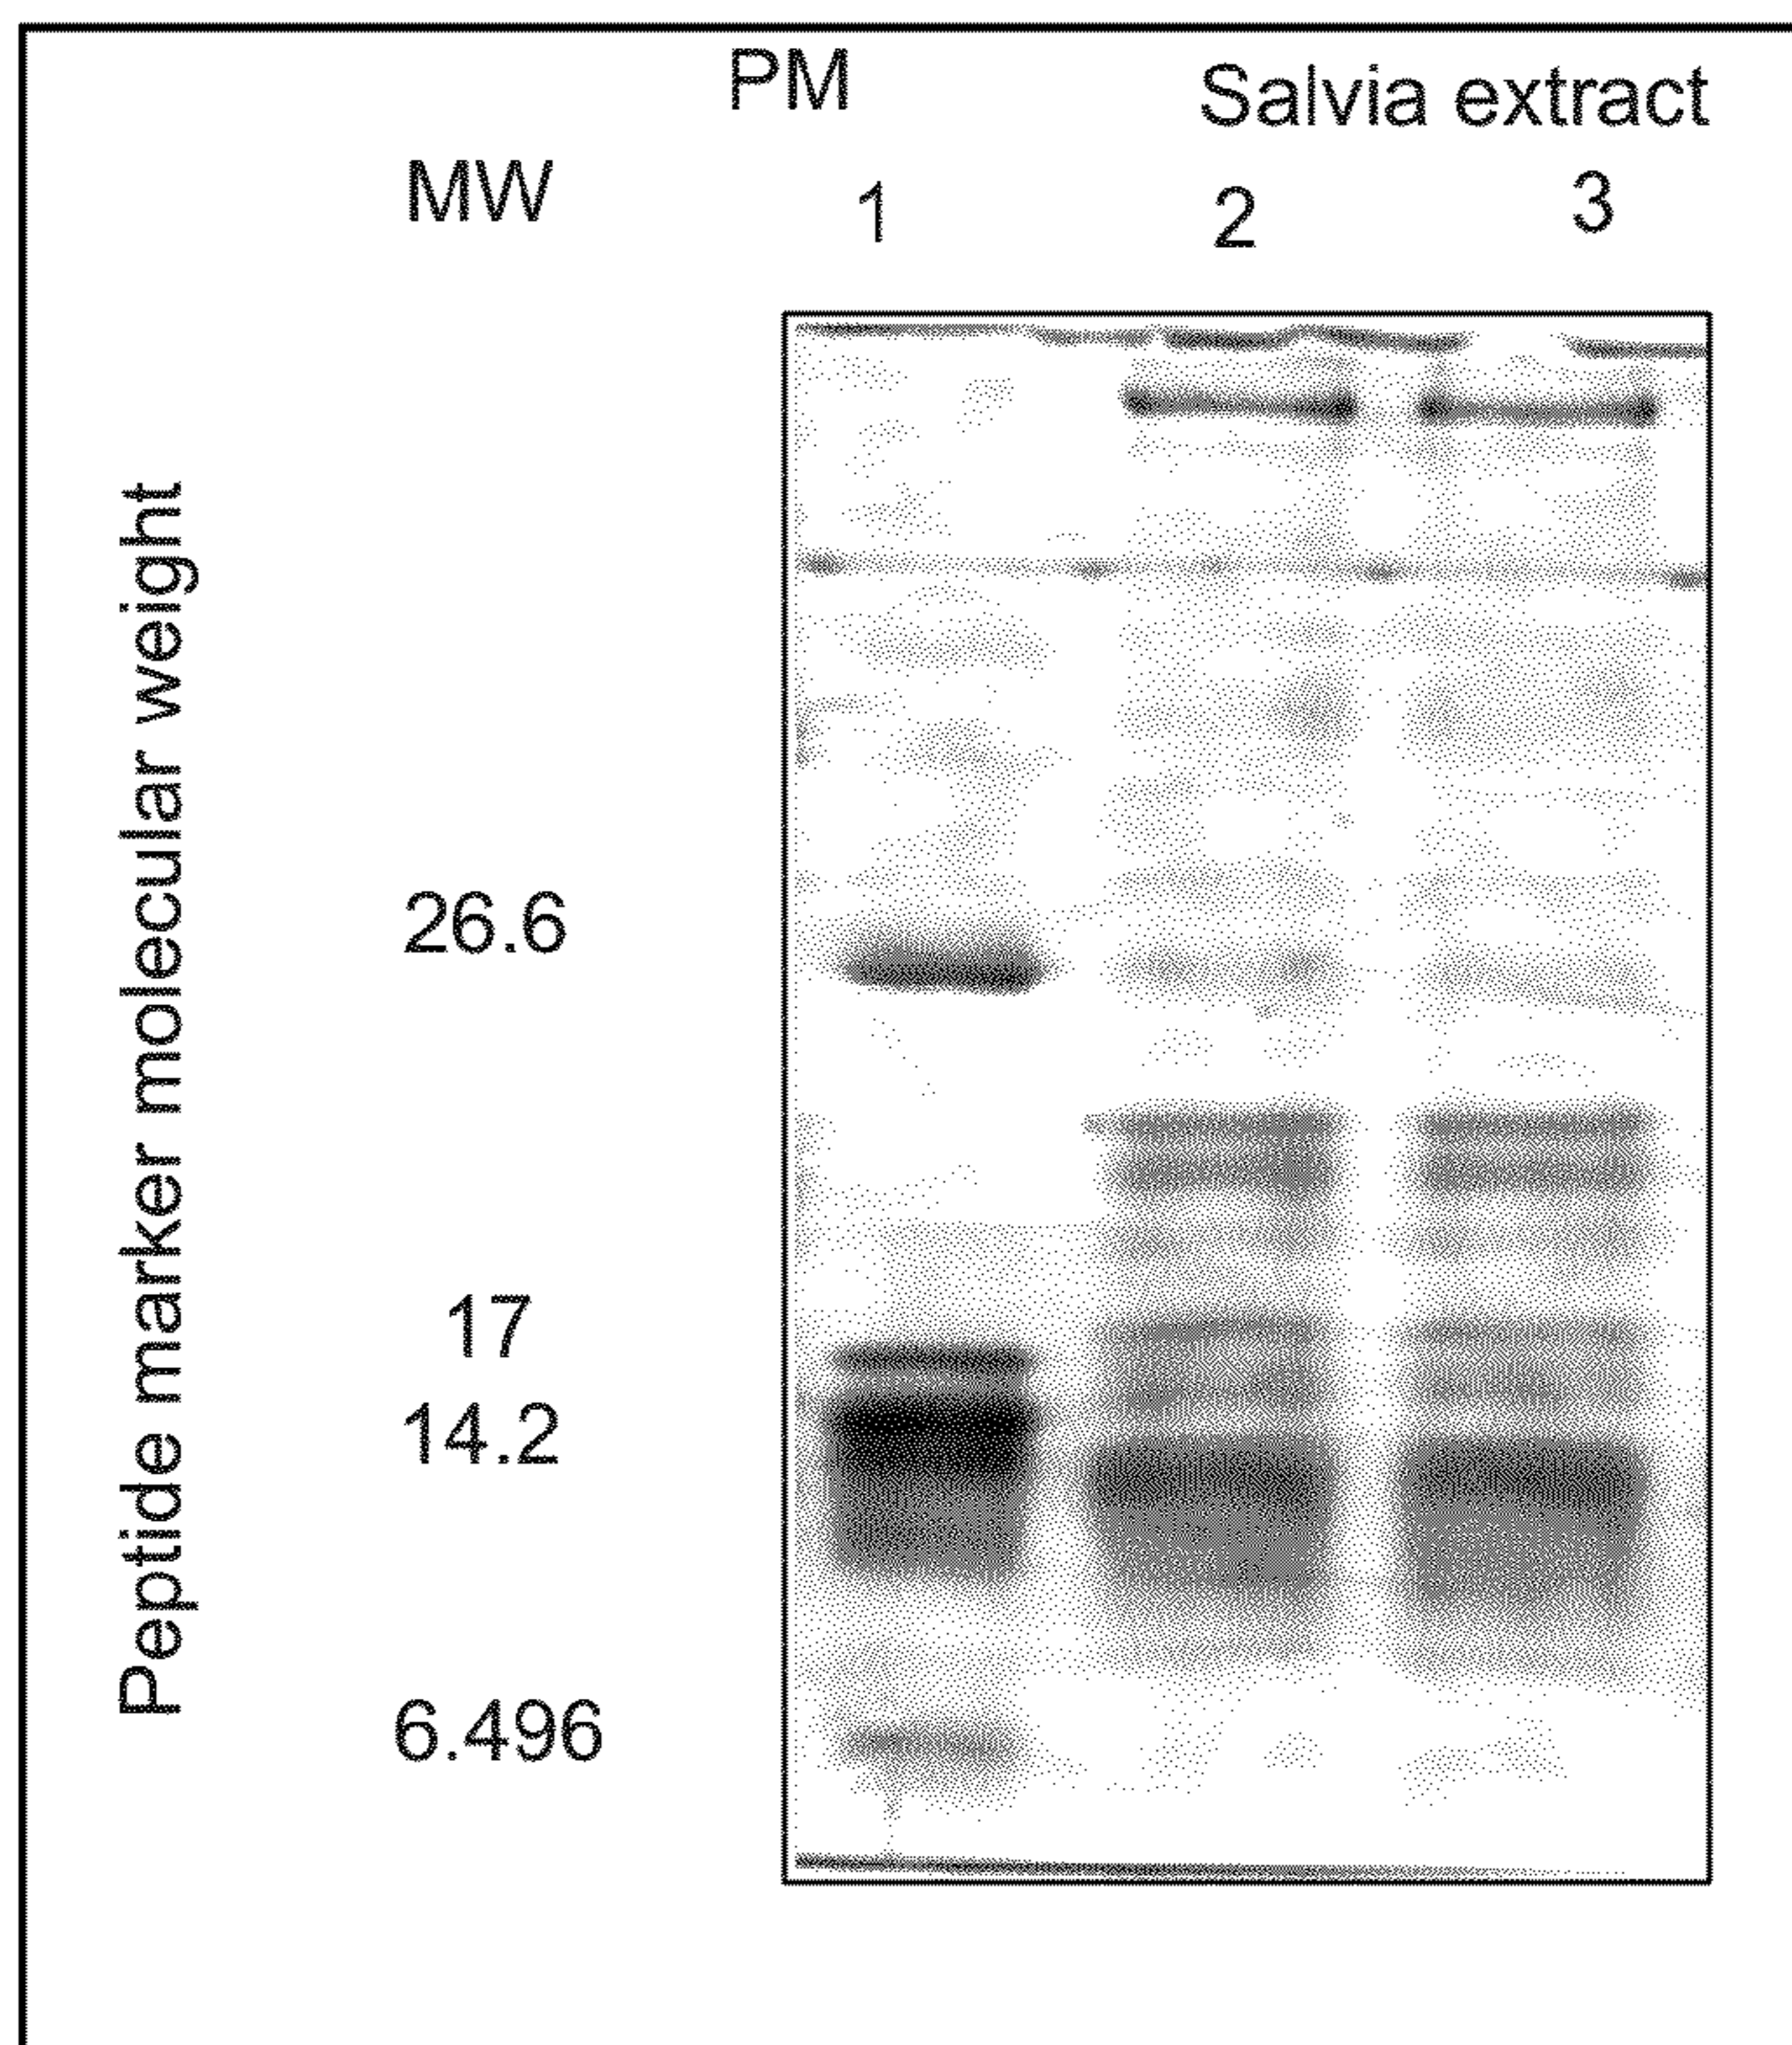 PM
Salvia extract
MW
1
2
3
Peptide marker molecular weight
26.6
17
14.2
6.496